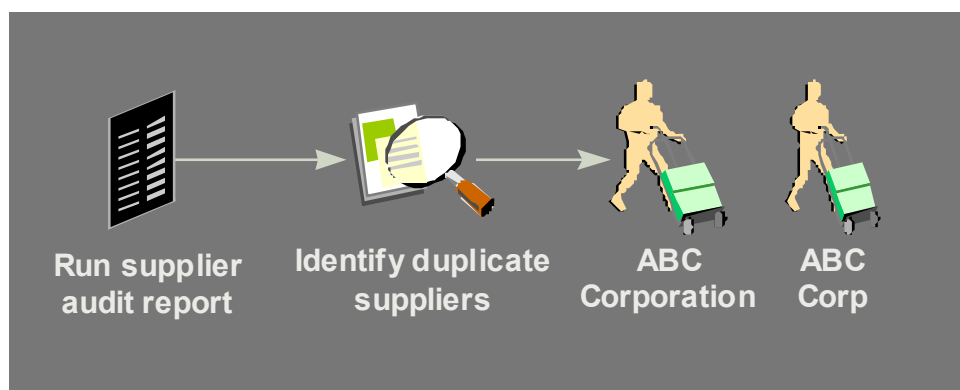 Run supplier
audit report
Identify duplicate
suppliers
ABC
Corporation
ABC
Corp